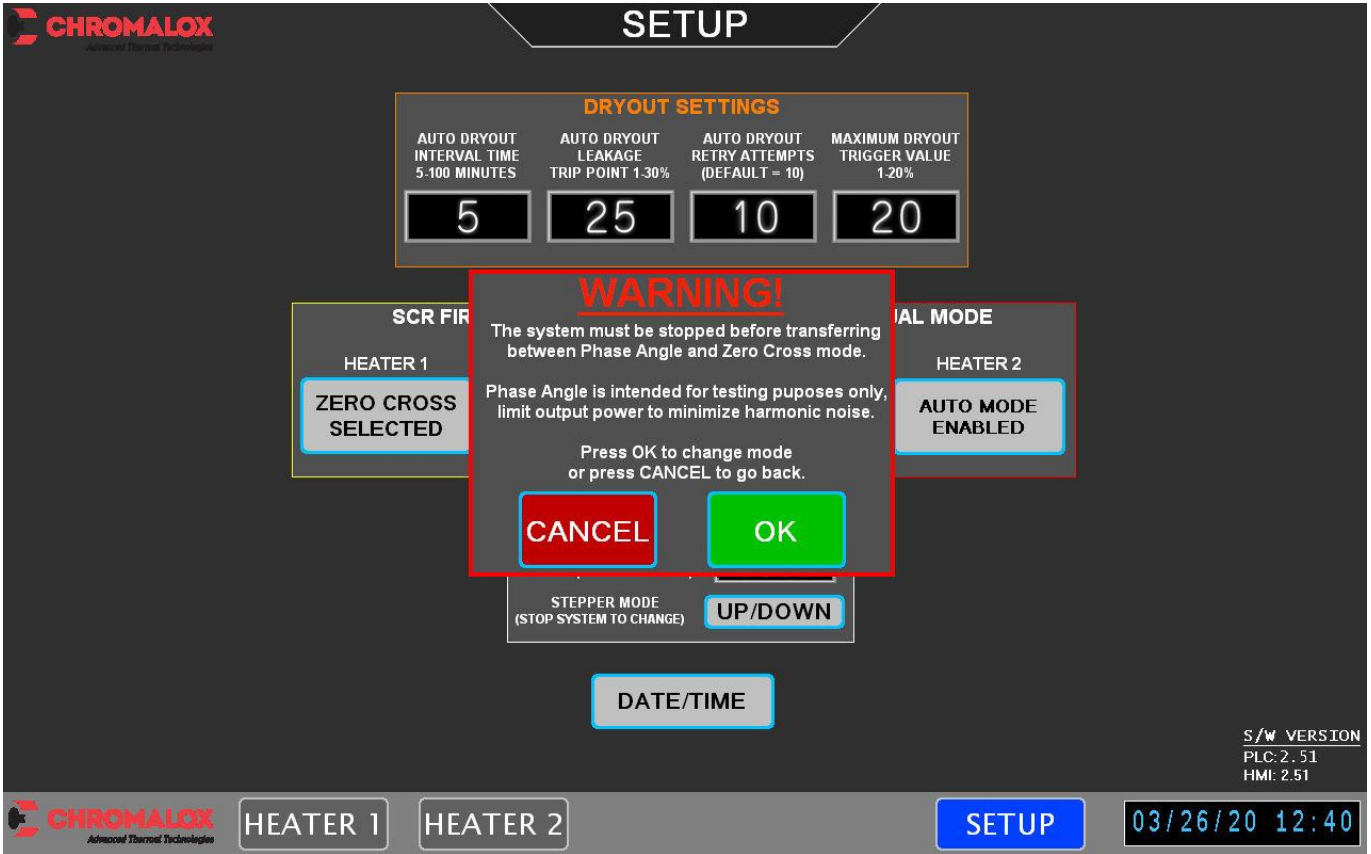 CHROMALOX
Advanced Thermal Technologies
SETUP
DRYOUT SETTINGS
AUTO DRYOUT
INTERVAL TIME
5-100 MINUTES
AUTO DRYOUT
LEAKAGE
TRIP POINT 1-30%
AUTO DRYOUT
RETRY ATTEMPTS
(DEFAULT = 10)
MAXIMUM DRYOUT
TRIGGER VALUE
1-20%
5
25
10
20
SCR FIR
HEATER 1
ZERO CROSS
SELECTED
WARNING!
The system must be stopped before transferring
between Phase Angle and Zero Cross mode.
Phase Angle is intended for testing puposes only,
limit output power to minimize harmonic noise.
Press OK to change mode
or press CANCEL to go back.
CANCEL
OK
AL MODE
HEATER 2
AUTO MODE
ENABLED
STEPPER MODE
(STOP SYSTEM TO CHANGE)
UP/DOWN
DATE/TIME
S/W VERSION
PLC:2.51
HMI: 2.51
CHROMALOX
Advanced Thermal Technologies
HEATER 1
HEATER 2
SETUP
03/26/20 12:40